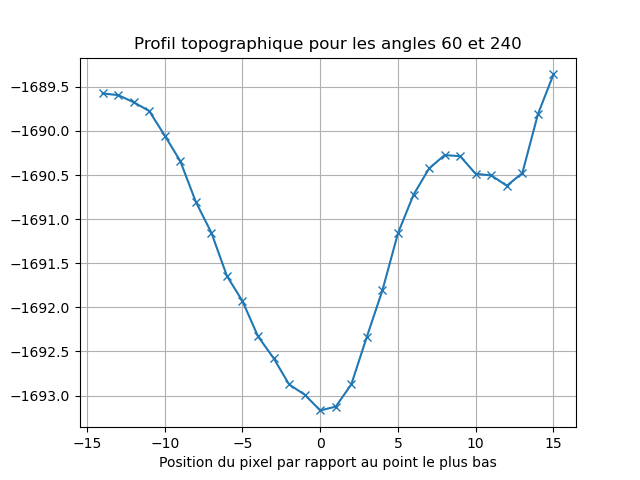 Profil topographique pour les angles 60 et 240
−1689.5
−1690.0
−1690.5
−1691.0
−1691.5
−1692.0
−1692.5
−1693.0
−15 −10 −5 0 5 10 15
Position du pixel par rapport au point le plus bas